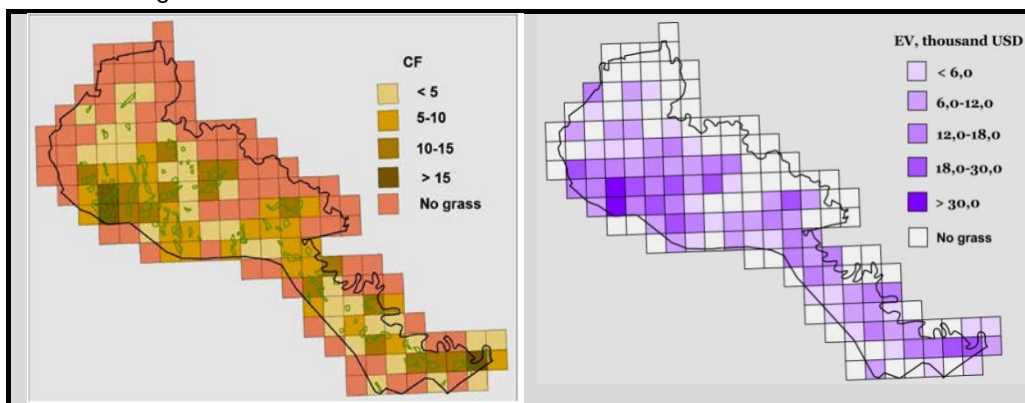 CF
< 5
5-10
10-15
> 15
No grass
EV, thousand USD
< 6,0
6,0-12,0
12,0-18,0
18,0-30,0
> 30,0
No grass